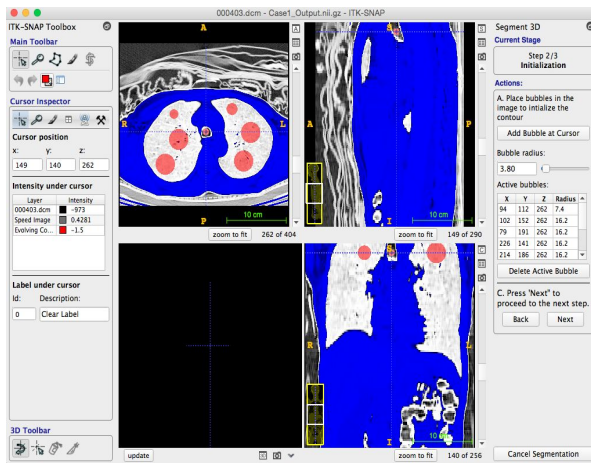 000403.dcm - Case1_Output.nii.gz - ITK-SNAP
ITK-SNAP Toolbox
Main Toolbar
Cursor Inspector
Cursor position
x: y: z:
149 140 262
Intensity under cursor
Layer Intensity
000403.dcm -973
Speed Image 0.4281
Evolving Co... -1.5
Label under cursor
Id: Description:
0 Clear Label
3D Toolbar
A
R L
P
10 cm
zoom to fit 262 of 404
A P
I
10 cm
zoom to fit 149 of 290
update
R L
I
10 cm
zoom to fit 140 of 256
A
S
S
C
Segment 3D
Current Stage
Step 2/3
Initialization
Actions:
A. Place bubbles in the
image to intialize the
contour
Add Bubble at Cursor
Bubble radius:
3.80
Active bubbles:
X Y Z Radius
94 112 262 7.4
102 152 262 16.2
79 191 262 16.2
226 141 262 16.2
214 186 262 16.2
Delete Active Bubble
C. Press 'Next" to
proceed to the next step.
Back Next
Cancel Segmentation